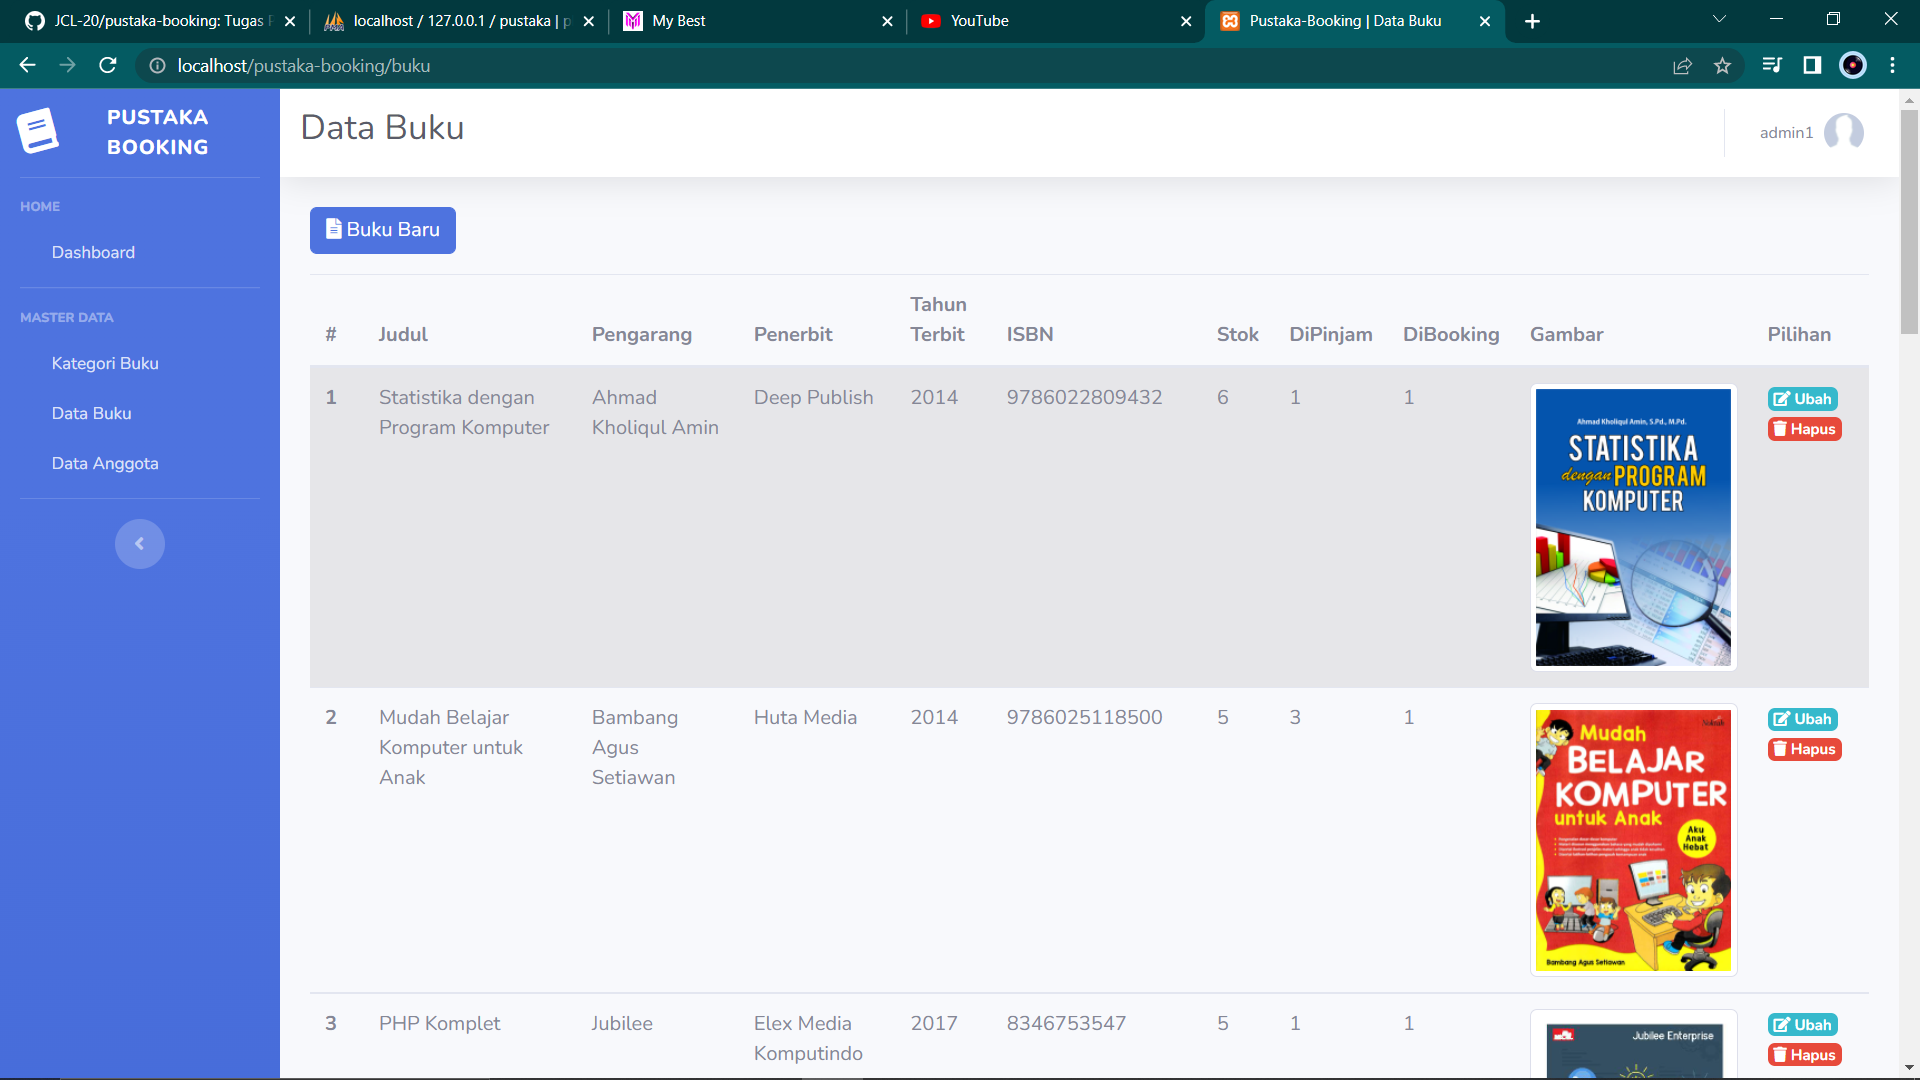 JCL-20/pustaka-booking: Tugas P
localhost / 127.0.0.1 / pustaka | p
My Best
YouTube
Pustaka-Booking | Data Buku
localhost/pustaka-booking/buku
PUSTAKA
BOOKING
HOME
Dashboard
MASTER DATA
Kategori Buku
Data Buku
Data Anggota
Data Buku
admin1
Buku Baru
# Judul Pengarang Penerbit Tahun Terbit ISBN Stok DiPinjam DiBooking Gambar Pilihan
1 Statistika dengan Ahmad Deep Publish 2014 9786022809432 6 1 1 Ubah
Program Komputer Kholiqul Amin Hapus
Ahmad Kholiqul Amin, S.Pd., M.Pd.
STATISTIKA
dengan PROGRAM
KOMPUTER
2 Mudah Belajar Bambang Huta Media 2014 9786025118500 5 3 1 Ubah
Komputer untuk Agus Hapus
Anak Setiawan
Mudah
BELAJAR
KOMPUTER
untuk Anak
Aku
Anak
Hebat
Bambang Agus Setiawan
3 PHP Komplet Jubilee Elex Media 2017 8346753547 5 1 1 Ubah
Komputindo Hapus
Jubilee Enterprise